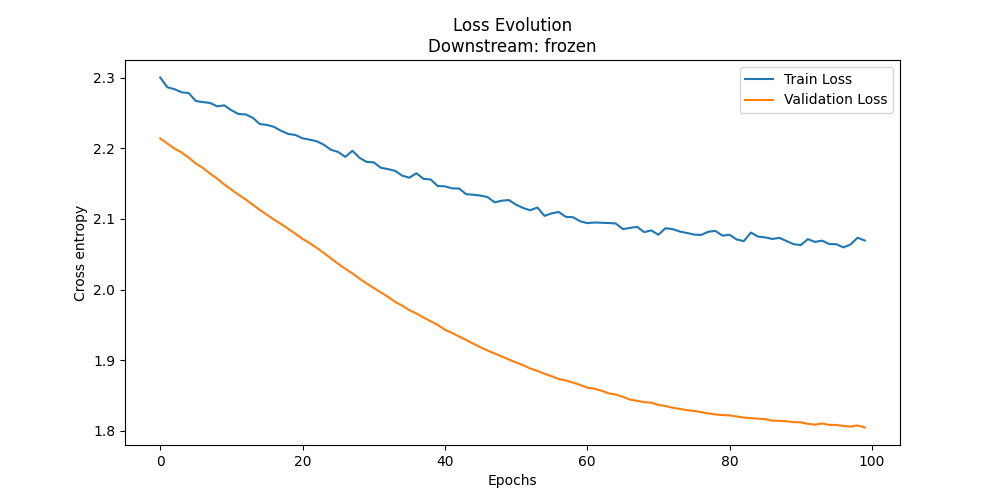 Loss Evolution
Downstream: frozen
Train Loss
Validation Loss
Cross entropy
2.3
2.2
2.1
2.0
1.9
1.8
0 20 40 60 80 100
Epochs